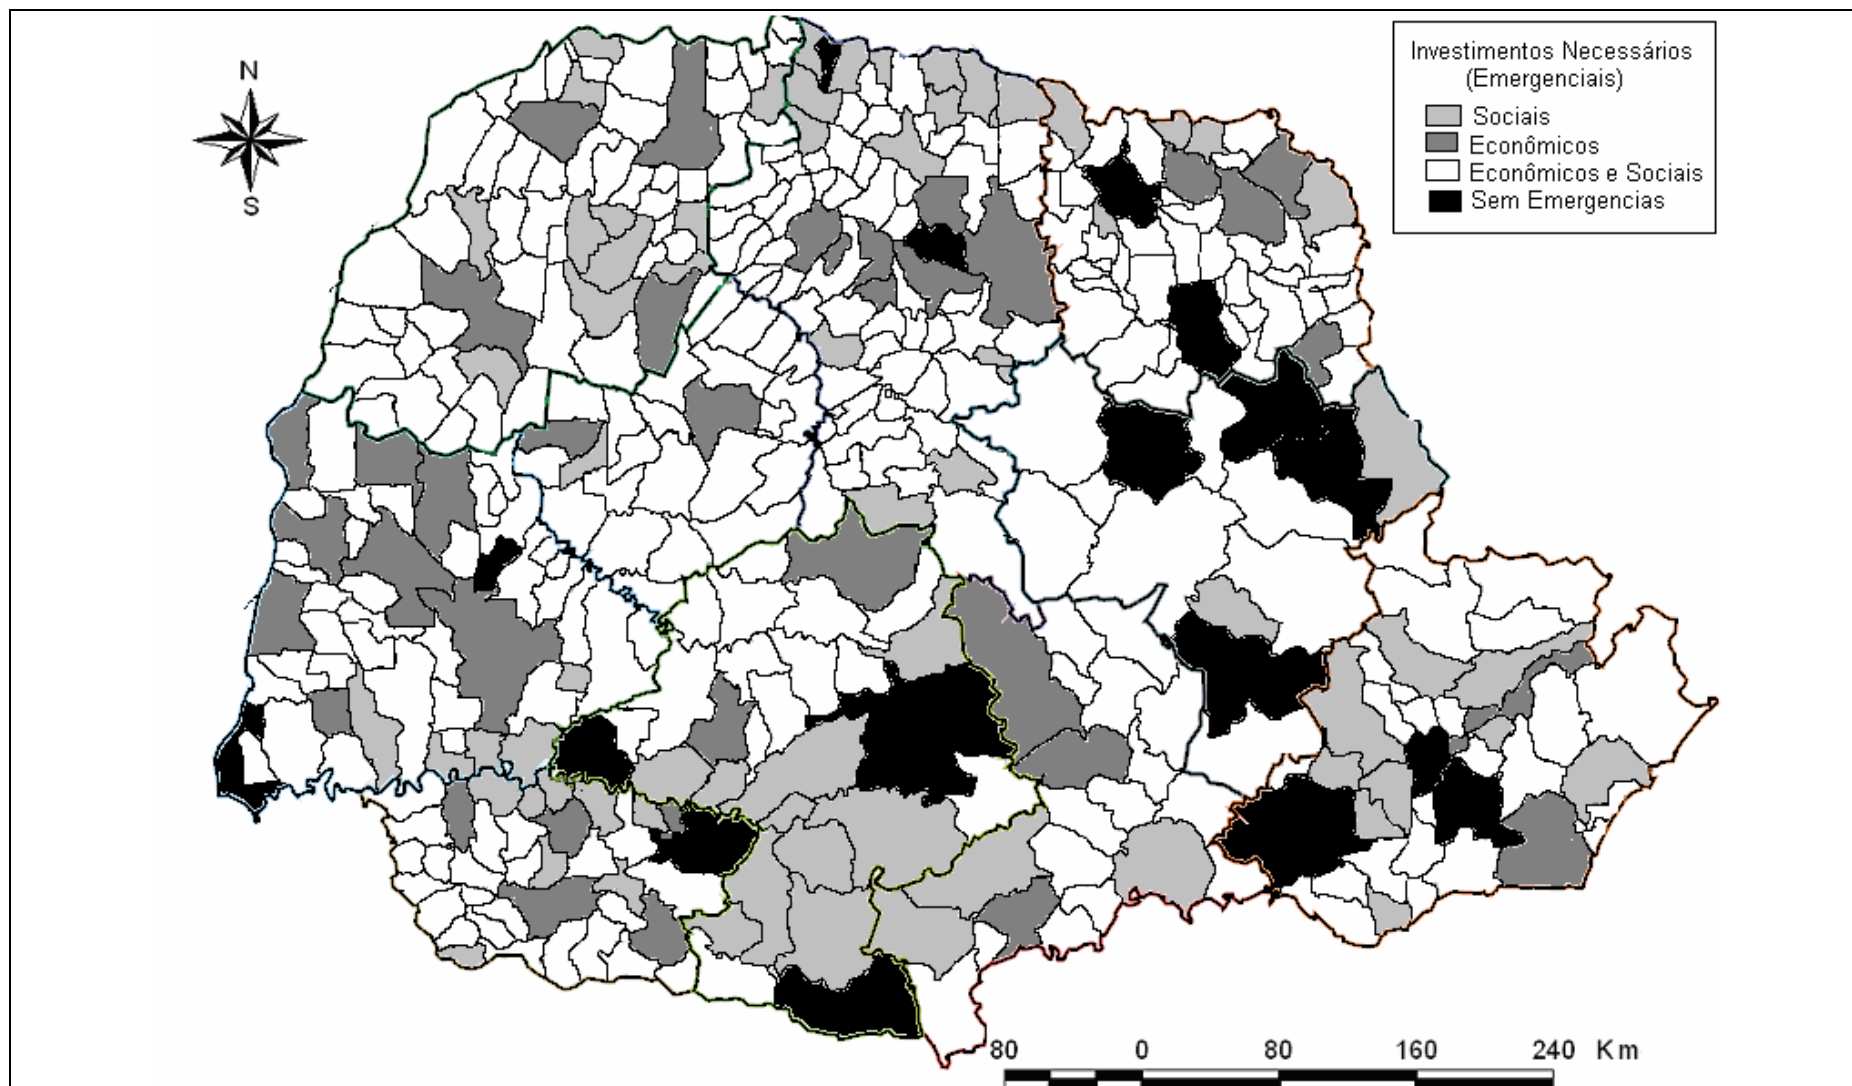 Investimentos Necessários
(Emergenciais)
Sociais
Econômicos
Econômicos e Sociais
Sem Emergencias
N
S
80 0 80 160 240 Km